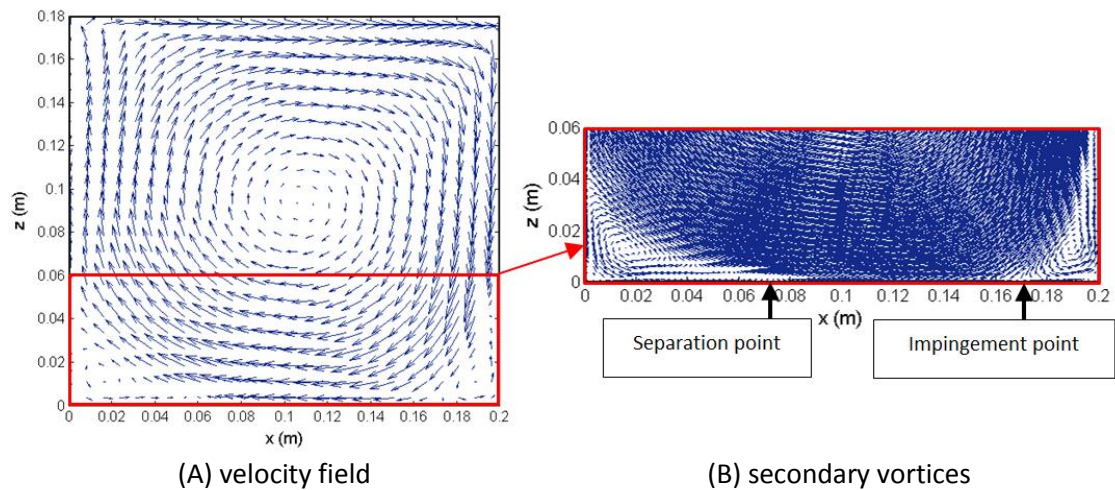 0.18
0.16
0.14
0.12
0.1
0.08
0.06
0.04
0.02
0
z (m)
0 0.02 0.04 0.06 0.08 0.1 0.12 0.14 0.16 0.18 0.2
x (m)
(A) velocity field
0.06
0.04
0.02
0
z (m)
0 0.02 0.04 0.06 0.08 0.1 0.12 0.14 0.16 0.18 0.2
x (m)
Separation point
Impingement point
(B) secondary vortices